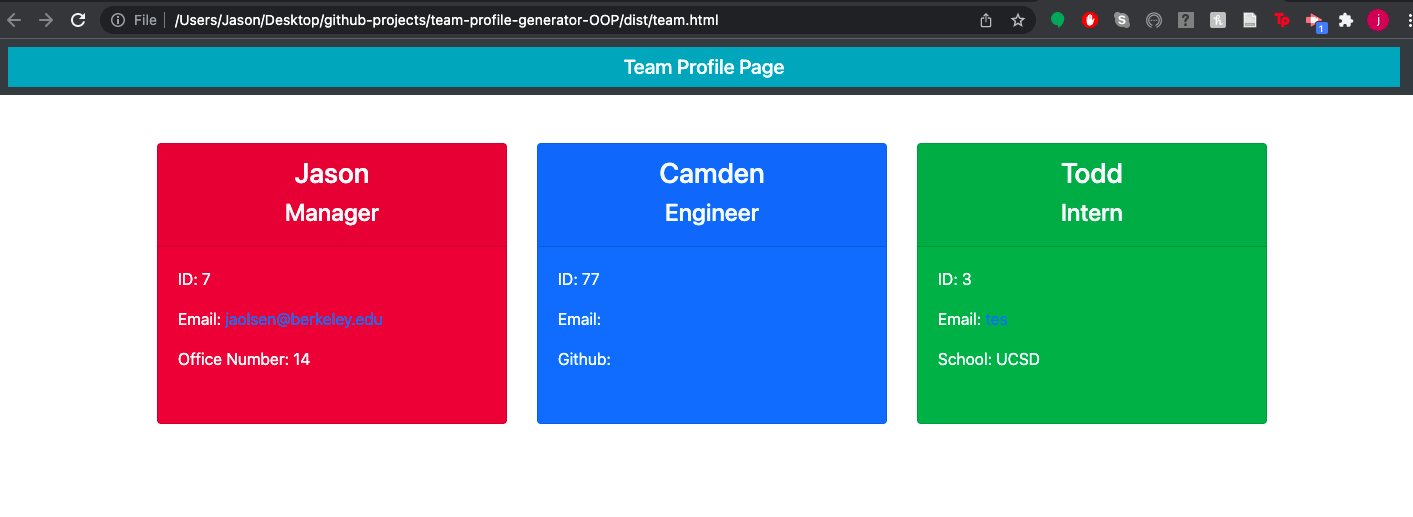 File
/Users/Jason/Desktop/github-projects/team-profile-generator-OOP/dist/team.html
Tp
1
j
Team Profile Page
Jason
Manager
ID: 7
Email: jaolsen@berkeley.edu
Office Number: 14
Camden
Engineer
ID: 77
Email:
Github:
Todd
Intern
ID: 3
Email: tes
School: UCSD